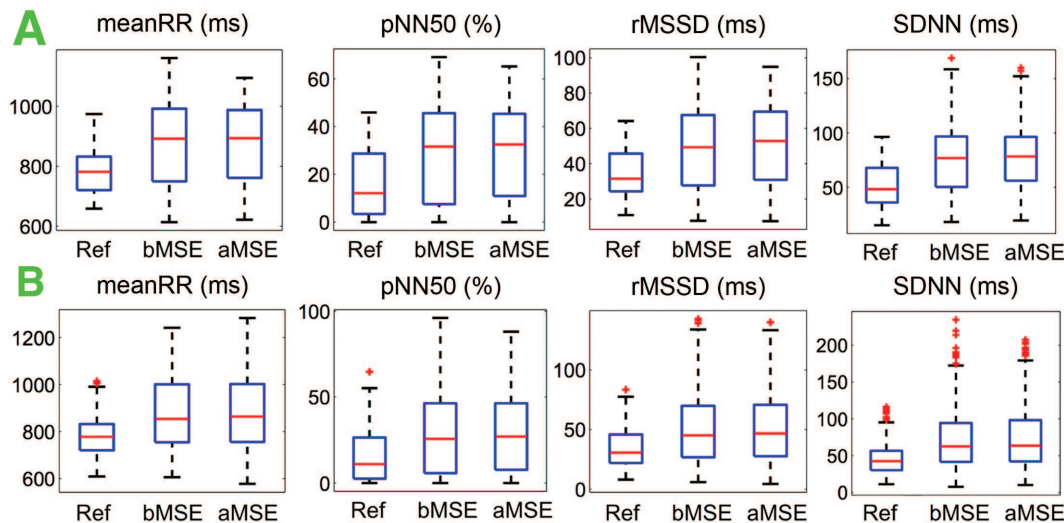 A
meanRR (ms) pNN50 (%) rMSSD (ms) SDNN (ms)
1000 800 600
60 40 20 0
100 80 60 40 20
150 100 50
Ref bMSE aMSE Ref bMSE aMSE Ref bMSE aMSE Ref bMSE aMSE
B
meanRR (ms) pNN50 (%) rMSSD (ms) SDNN (ms)
1200 1000 800 600
100 50 0
100 50 0
200 150 100 50 0
Ref bMSE aMSE Ref bMSE aMSE Ref bMSE aMSE Ref bMSE aMSE